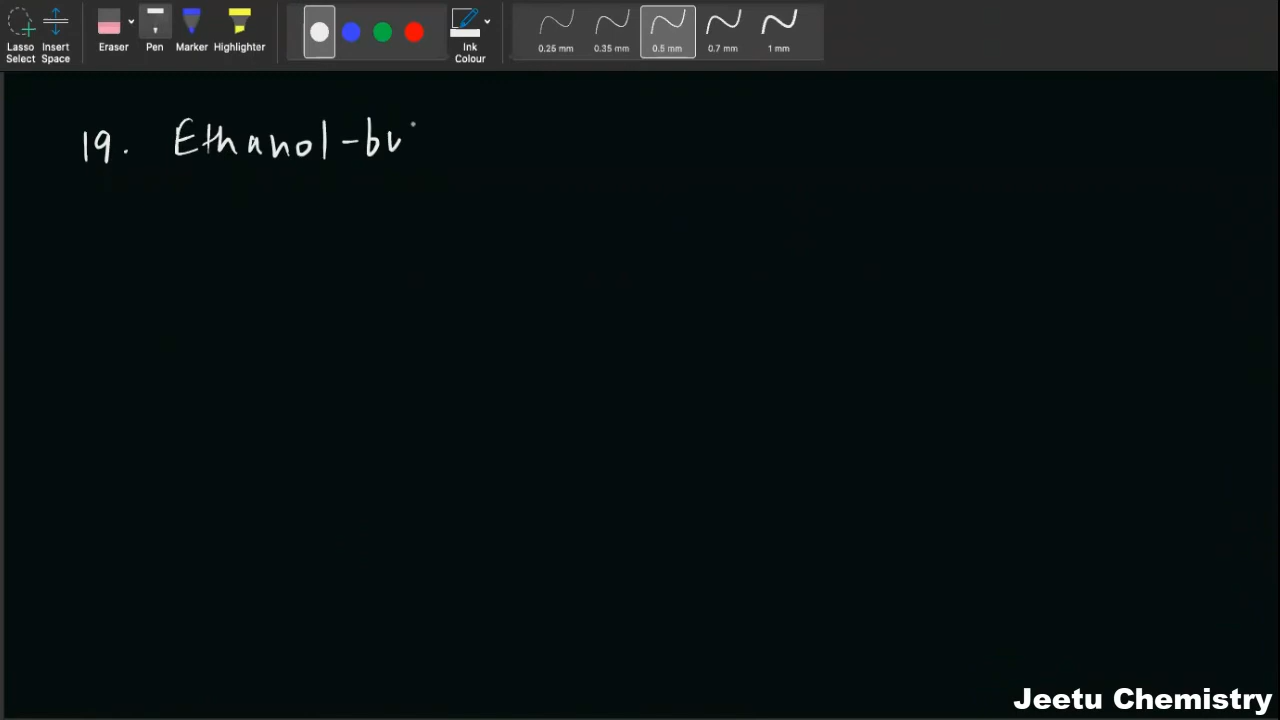 Lasso Select
Insert Space
Eraser
Pen
Marker
Highlighter
Ink Colour
0.25 mm
0.35 mm
0.5 mm
0.7 mm
1 mm
19. Ethanol-bu
Jeetu Chemistry